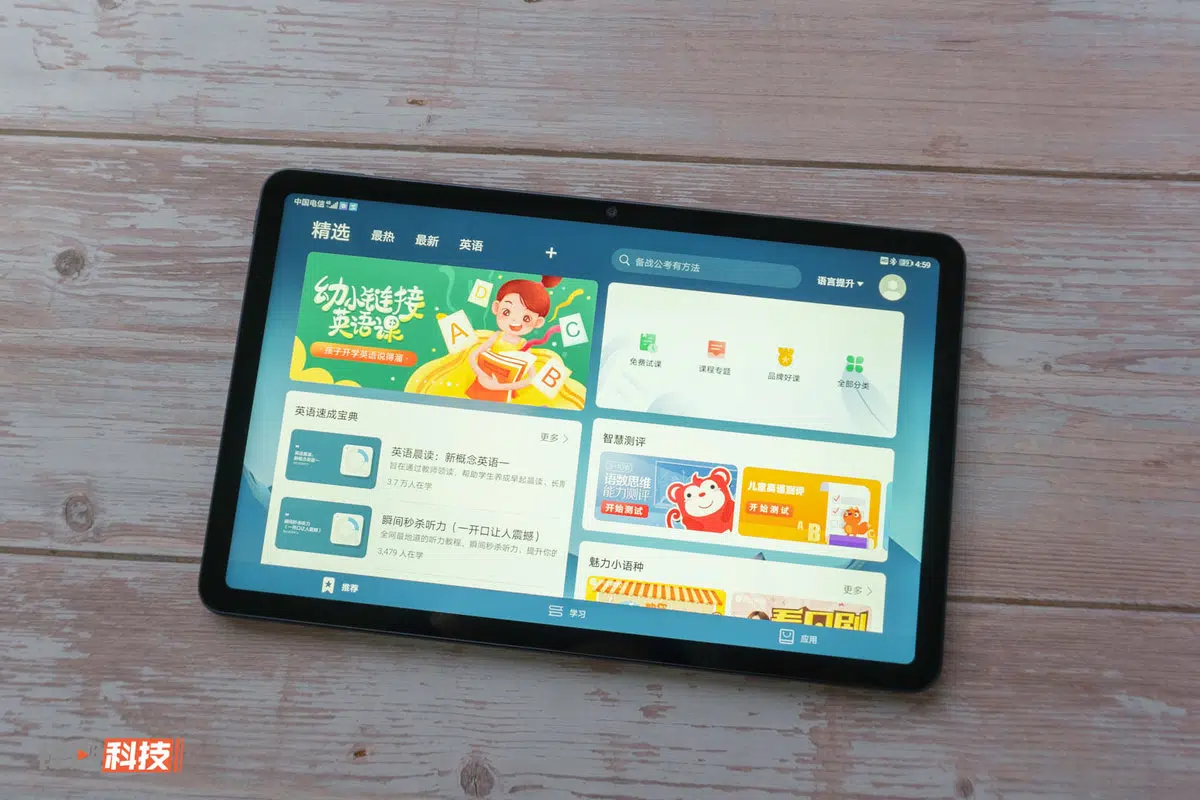 中国电信
4:59
精选
最热
最新
英语
+
备战公考有方法
语言提升
幼小链接
英语课
孩子开学英语说得溜
A
B
C
D
免费试课
课程专题
品牌好课
全部分类
英语速成宝典
更多
英语晨读：新概念英语一
旨在通过教师领读，帮助学生养成早起晨读，长期
3.7 万人在学
瞬间秒杀听力（一开口让人震撼）
全网最地道的听力教程，瞬间秒杀听力，提升你的
3,479 人在学
智慧测评
语数思维
能力测评
开始测试
儿童英语测评
开始测试
A
B
魅力小语种
更多
看日剧
推荐
学习
应用
科技